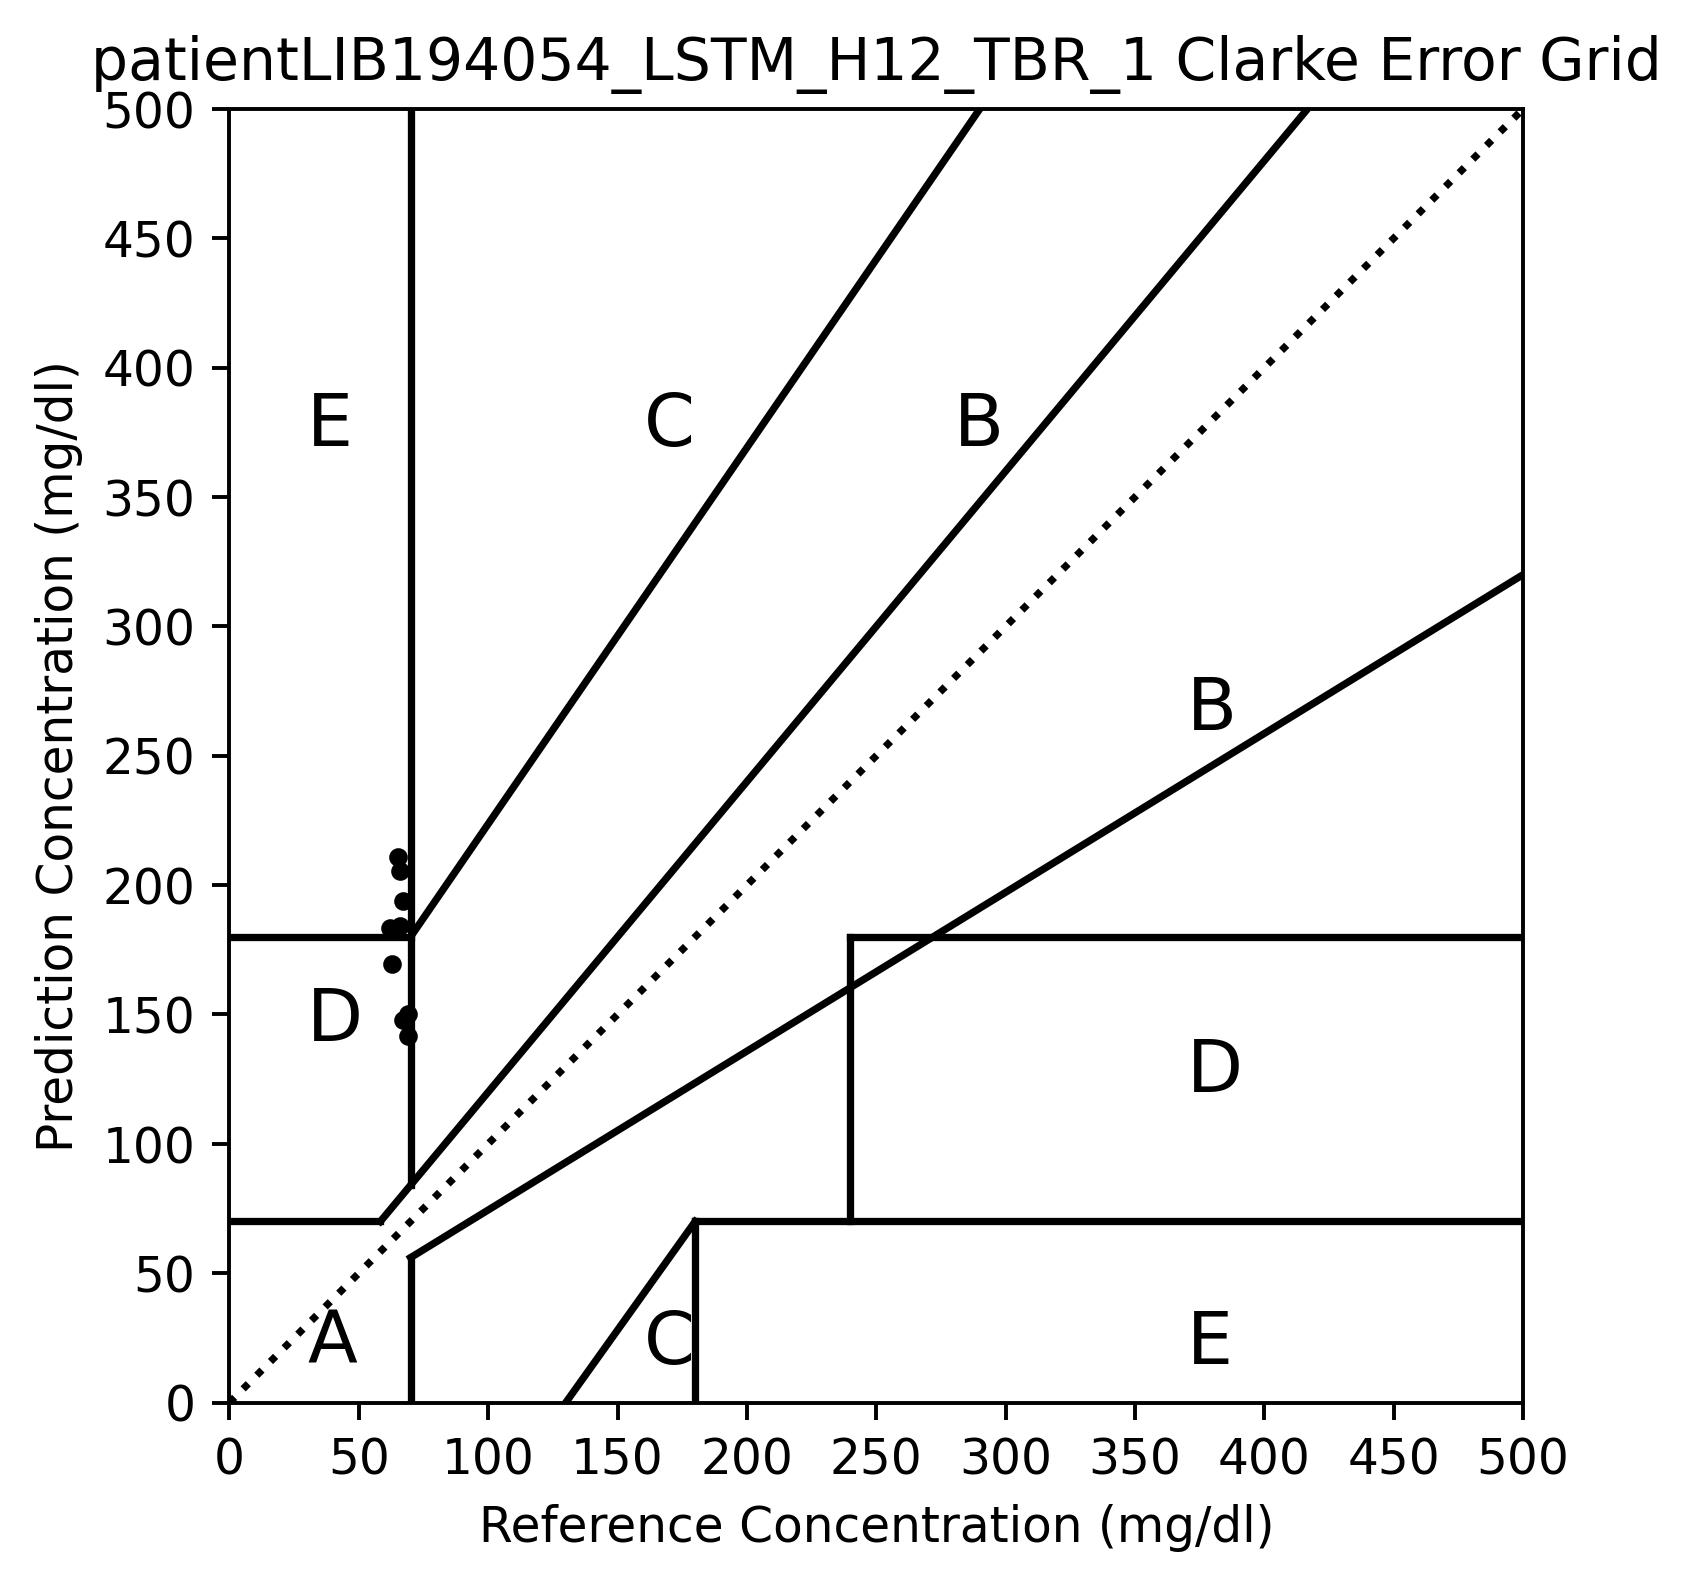 patientLIB194054_LSTM_H12_TBR_1 Clarke Error Grid
500
450
400
350
300
250
200
150
100
50
0
Prediction Concentration (mg/dl)
E
C
B
B
D
D
A
C
E
0 50 100 150 200 250 300 350 400 450 500
Reference Concentration (mg/dl)